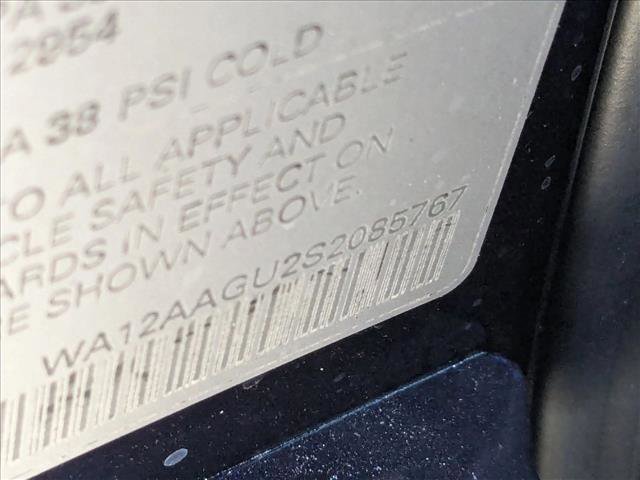 2954
A 38 PSI COLD
TO ALL APPLICABLE
CLE SAFETY AND
ARDS IN EFFECT ON
E SHOWN ABOVE.
WA12AAGU2S2085767